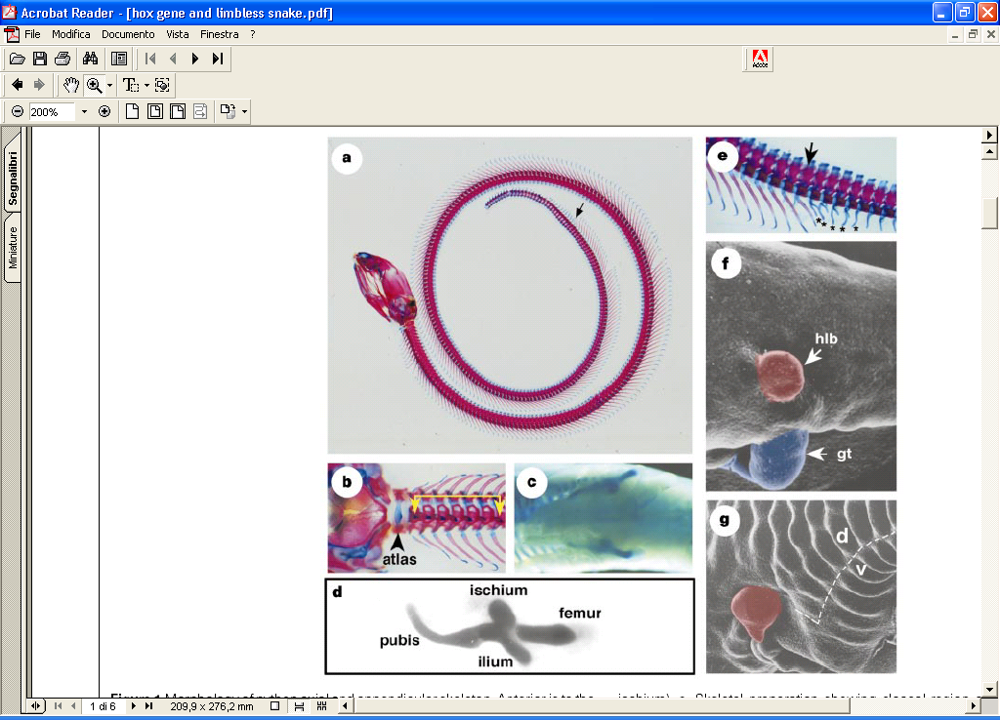 Acrobat Reader - [hox gene and limbless snake.pdf]
File Modifica Documento Vista Finestra ?
Adobe
200%
Segnalibri
Miniature
a
e
* * * * *
f
hlb
gt
b
atlas
c
g
d
v
d
ischium
femur
pubis
ilium
1 di 6 209,9 x 276,2 mm